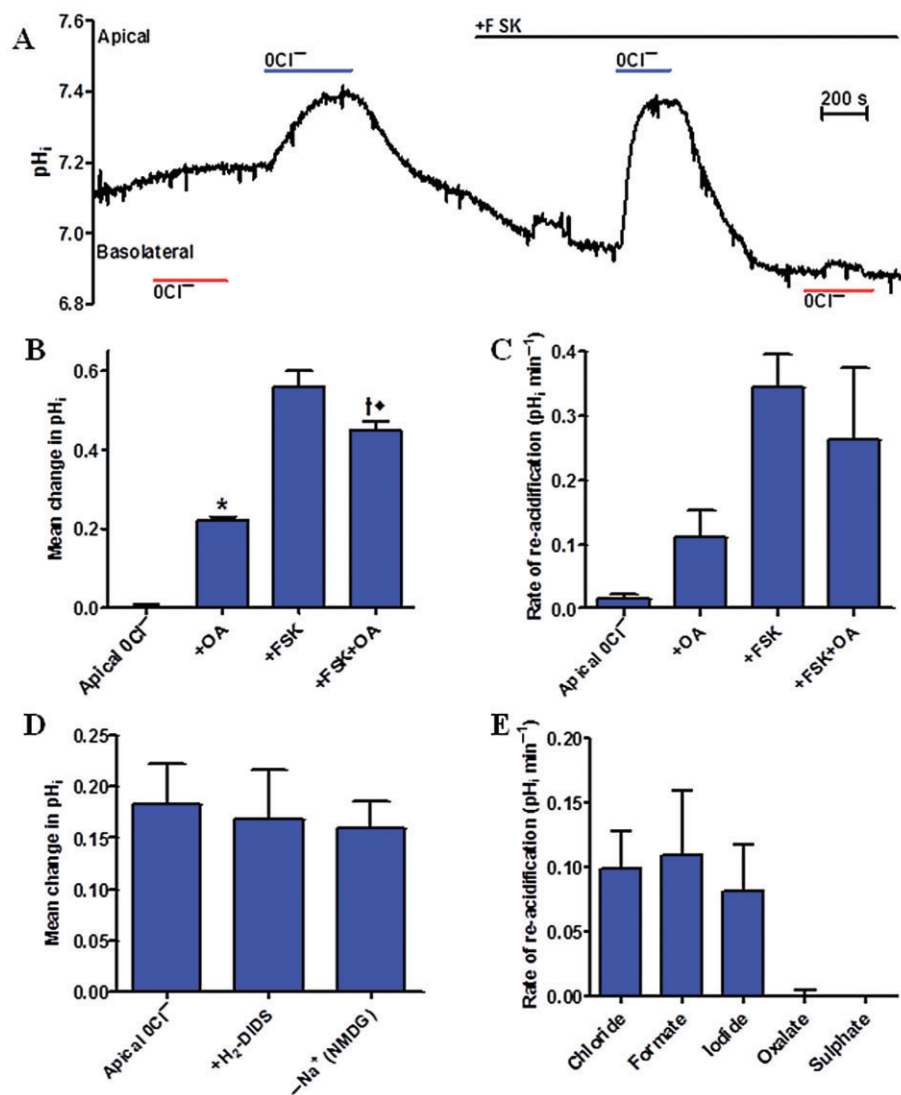 A
Apical
+FSK
0Cl⁻
0Cl⁻
200 s
7.6
7.4
7.2
7.0
6.8
pHi
Basolateral
0Cl⁻
0Cl⁻
B
Mean change in pHi
0.6
0.4
0.2
0.0
*
†♦
Apical 0Cl⁻
+OA
+FSK
+FSK+OA
C
Rate of re-acidification (pHi min⁻¹)
0.4
0.3
0.2
0.1
0.0
Apical 0Cl⁻
+OA
+FSK
+FSK+OA
D
Mean change in pHi
0.25
0.20
0.15
0.10
0.05
0.00
Apical 0Cl⁻
+H₂-DIDS
–Na⁺ (NMDG)
E
Rate of re-acidification (pHi min⁻¹)
0.20
0.15
0.10
0.05
0.00
Chloride
Formate
Iodide
Oxalate
Sulphate